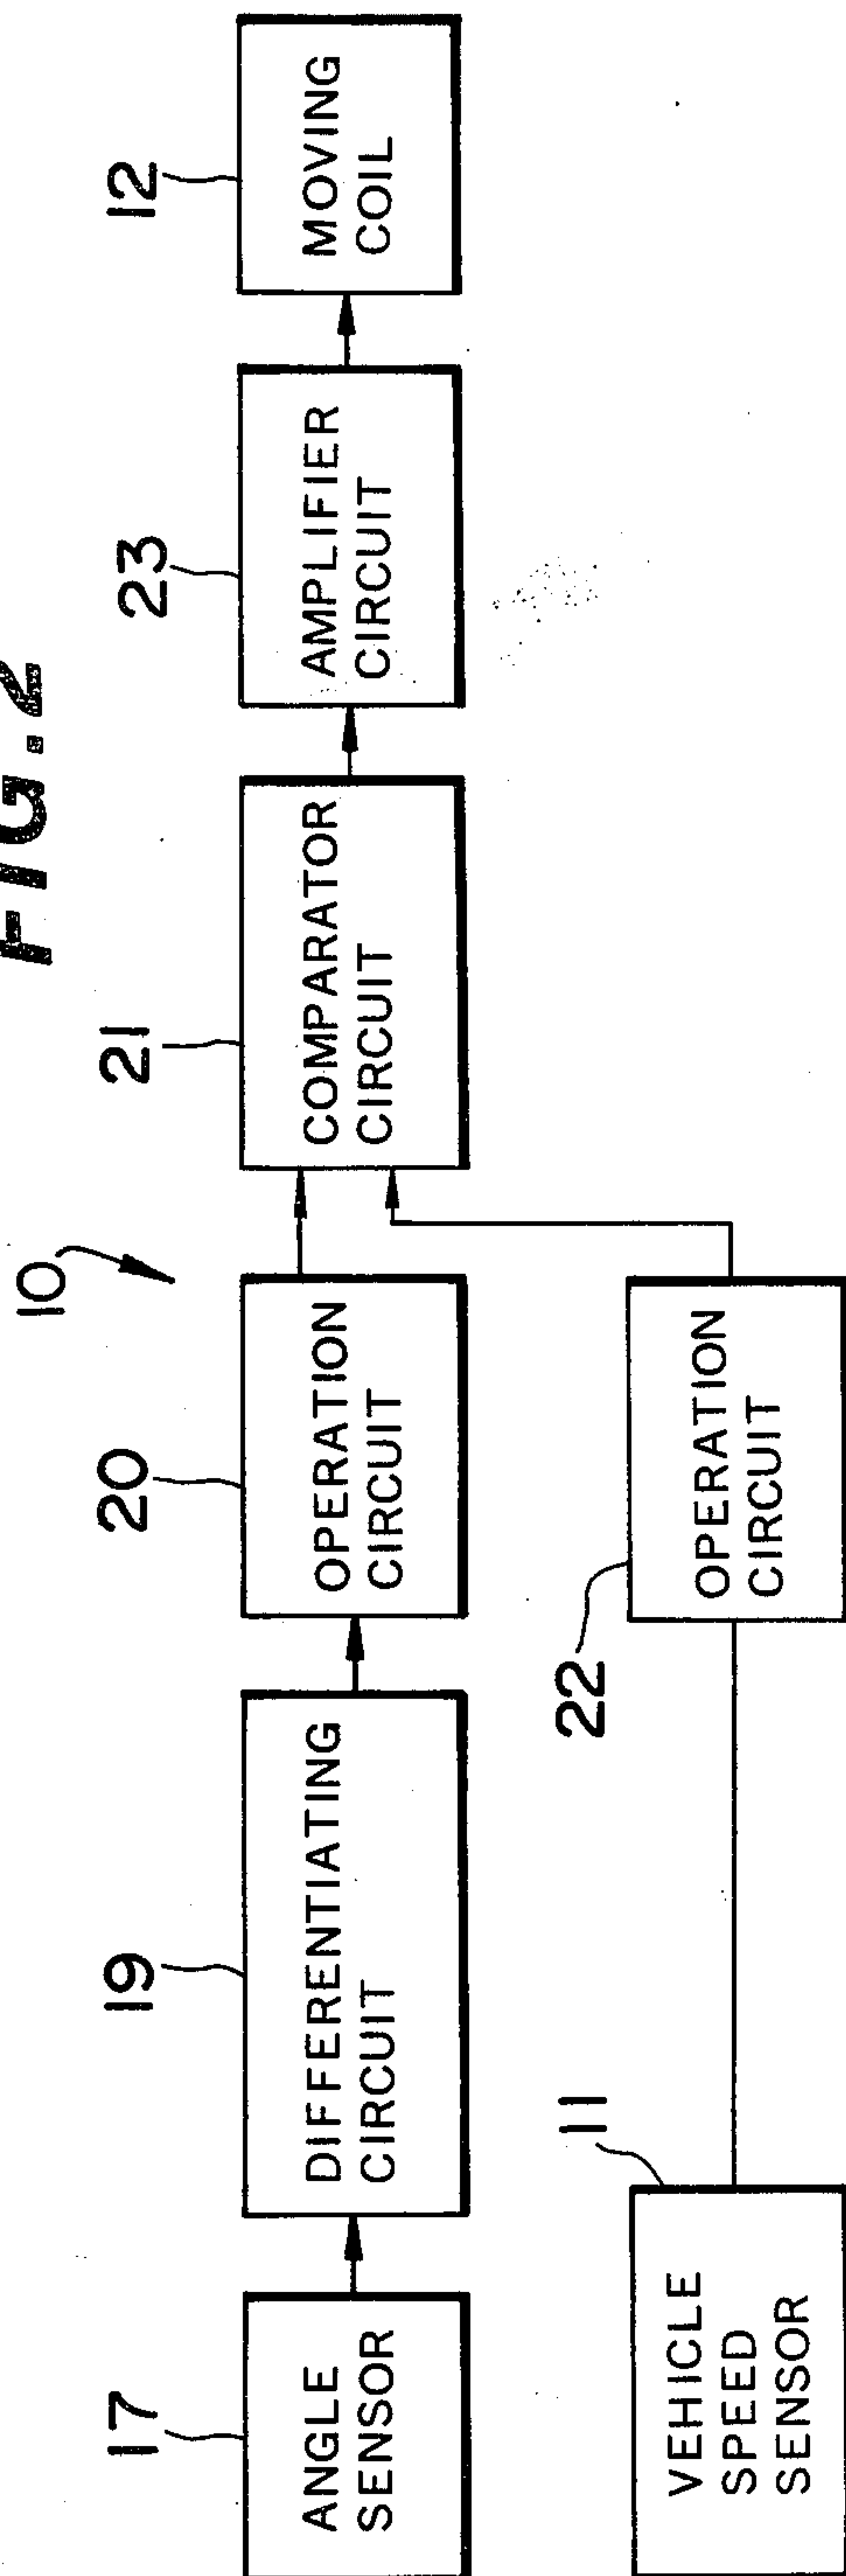 FIG. 2
10
17
ANGLE
SENSOR
19
DIFFERENTIATING
CIRCUIT
20
OPERATION
CIRCUIT
21
COMPARATOR
CIRCUIT
23
AMPLIFIER
CIRCUIT
12
MOVING
COIL
11
VEHICLE
SPEED
SENSOR
22
OPERATION
CIRCUIT